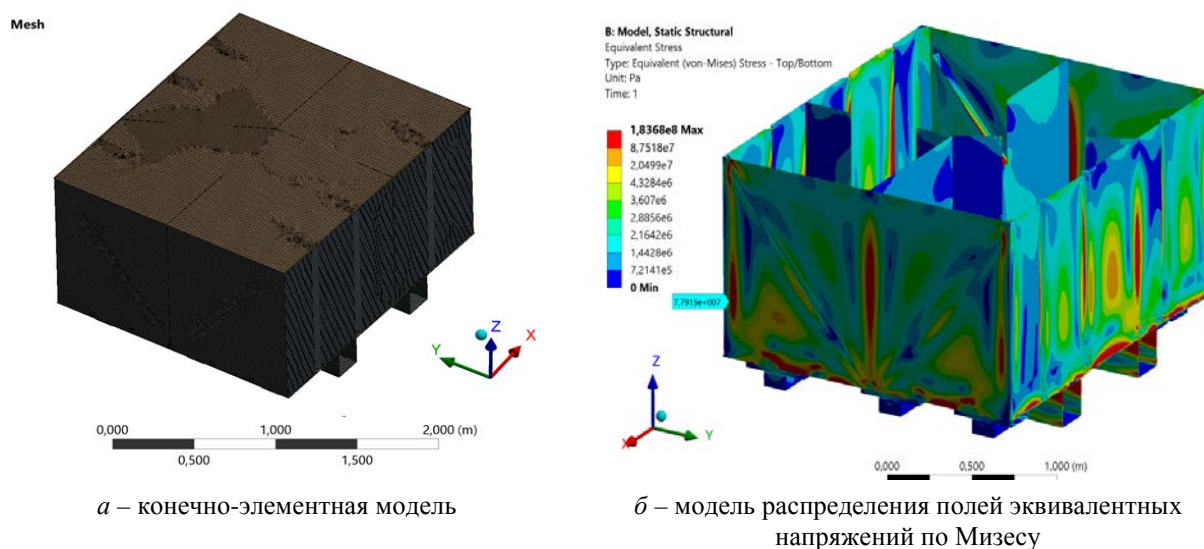 Mesh
Z
X
Y
0,000 1,000 2,000 (m)
0,500 1,500
а – конечно-элементная модель
B: Model, Static Structural
Equivalent Stress
Type: Equivalent (von-Mises) Stress - Top/Bottom
Unit: Pa
Time: 1
1,8368e8 Max
8,7518e7
2,0499e7
4,3284e6
3,607e6
2,8856e6
2,1642e6
1,4428e6
7,2141e5
0 Min
7,7915e+007
Z
X
Y
0,000 0,500 1,000 (m)
б – модель распределения полей эквивалентных
напряжений по Мизесу